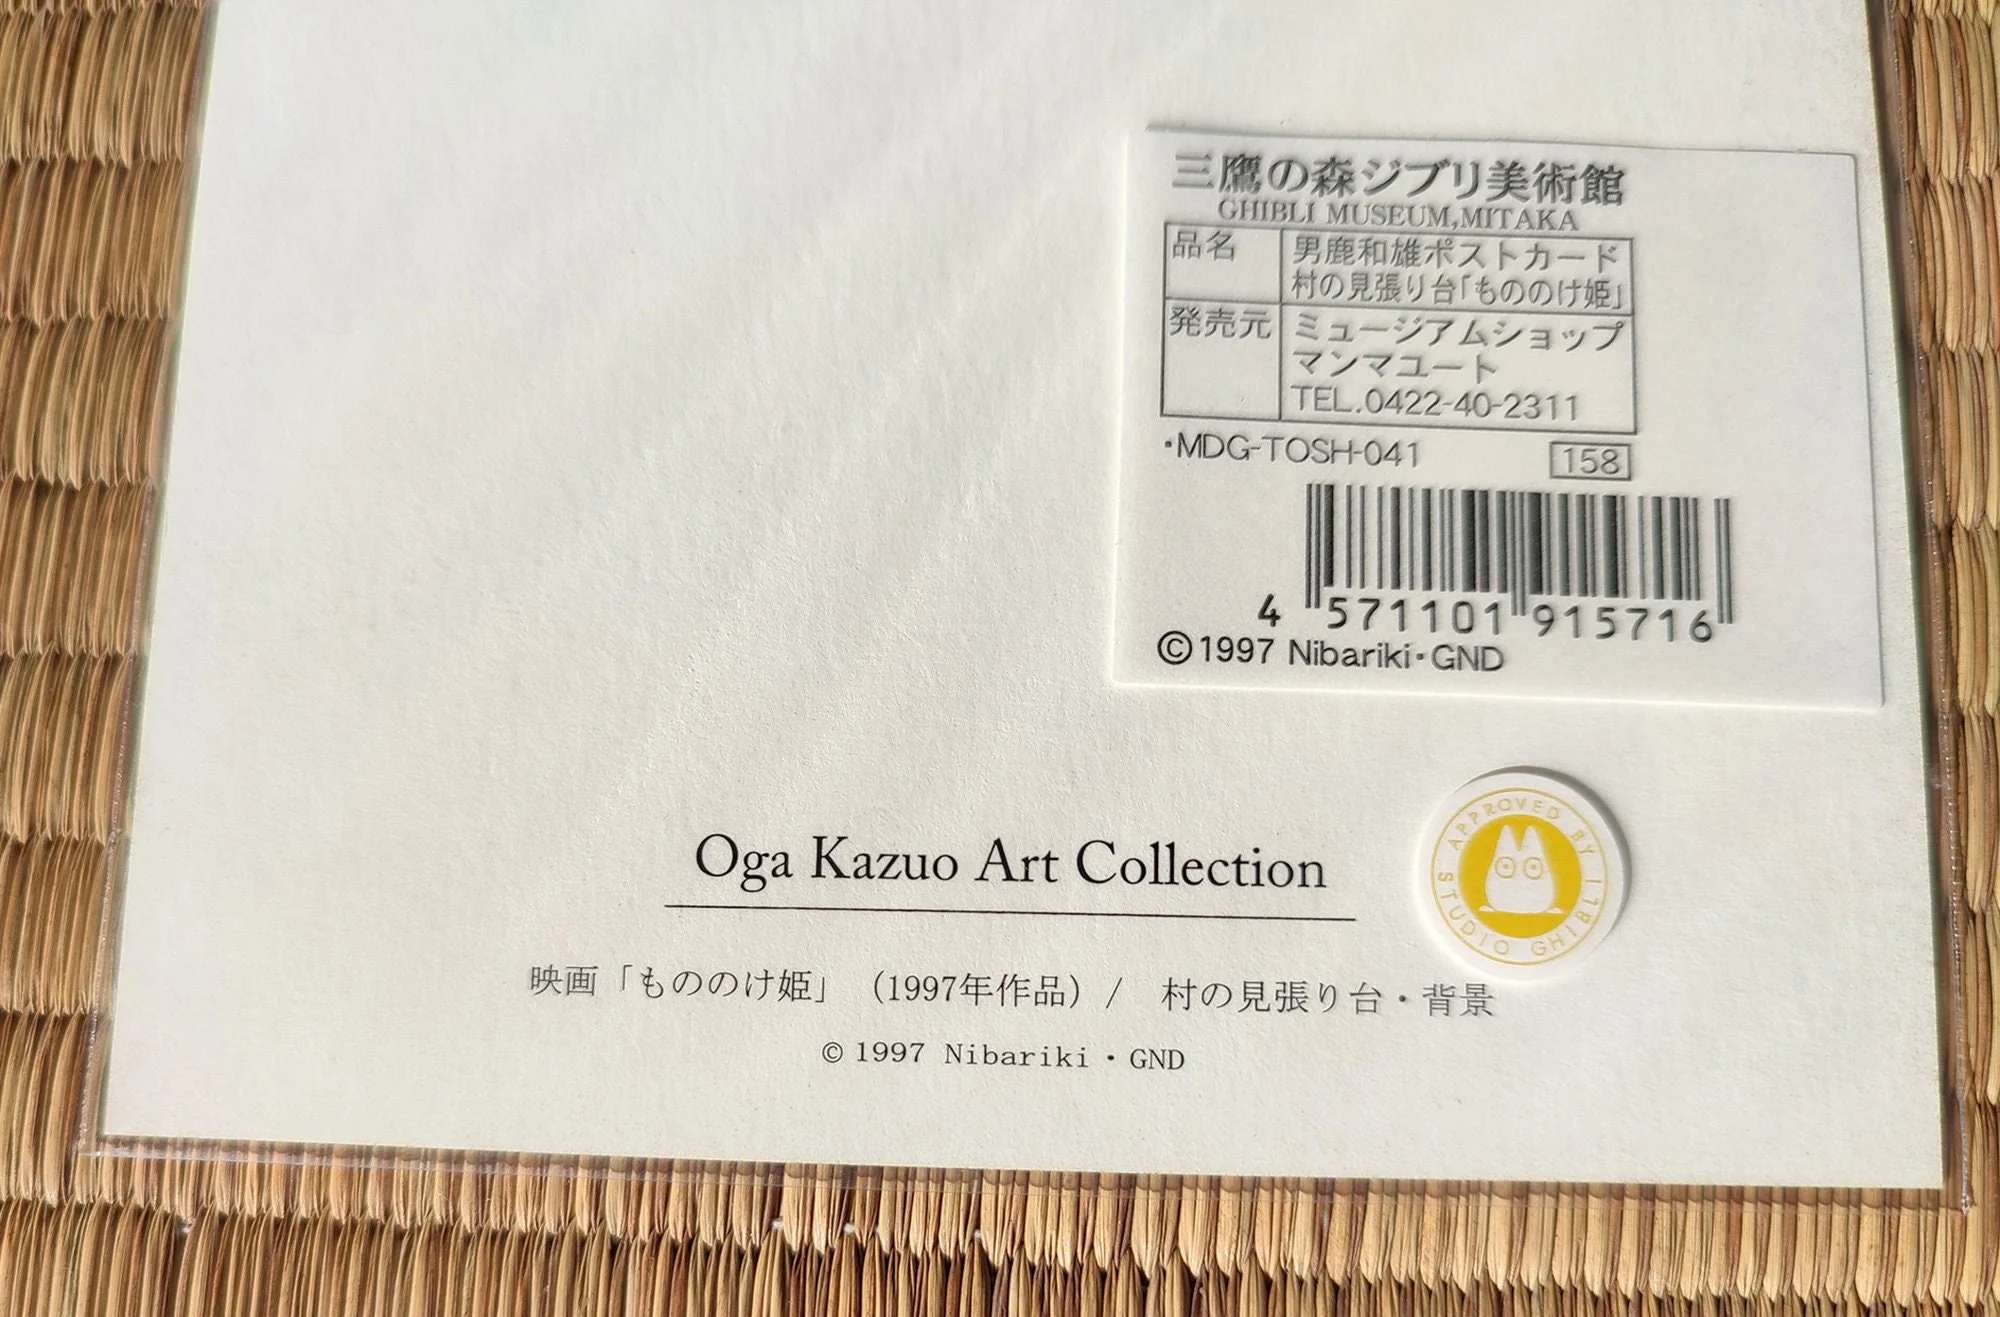 三鷹の森ジブリ美術館
GHIBLI MUSEUM,MITAKA
品名 男鹿和雄ポストカード
村の見張り台「もののけ姫」
発売元 ミュージアムショップ
マンマユート
TEL.0422-40-2311
・MDG-TOSH-041 158
4 571101 915716
©1997 Nibariki・GND
Oga Kazuo Art Collection
APPROVED BY STUDIO GHIBLI
映画「もののけ姫」（1997年作品）/ 村の見張り台・背景
© 1997 Nibariki・GND